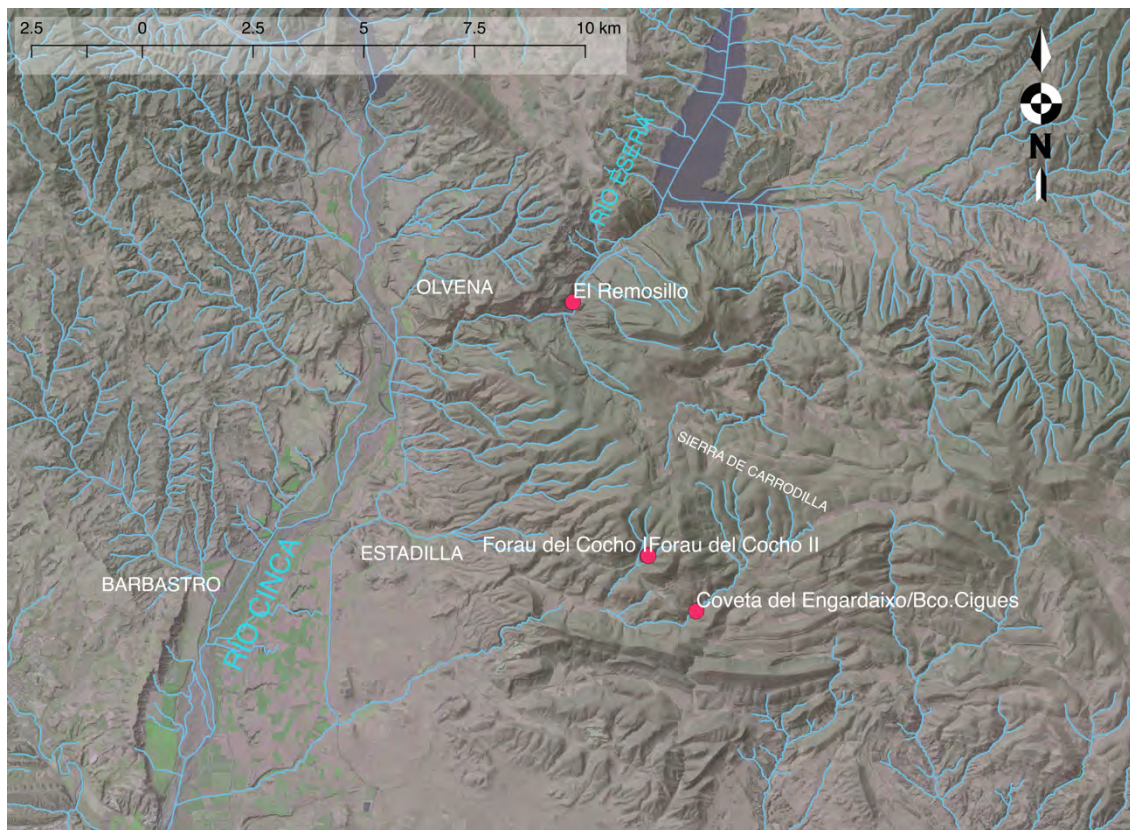 2.5 0 2.5 5 7.5 10 km
N
RÍO ÉSERA
OLVENA
El Remosillo
SIERRA DE CARRODILLA
ESTADILLA
Forau del Cocho I
Forau del Cocho II
BARBASTRO
RÍO CINCA
Coveta del Engardaixo/Bco.Cigues